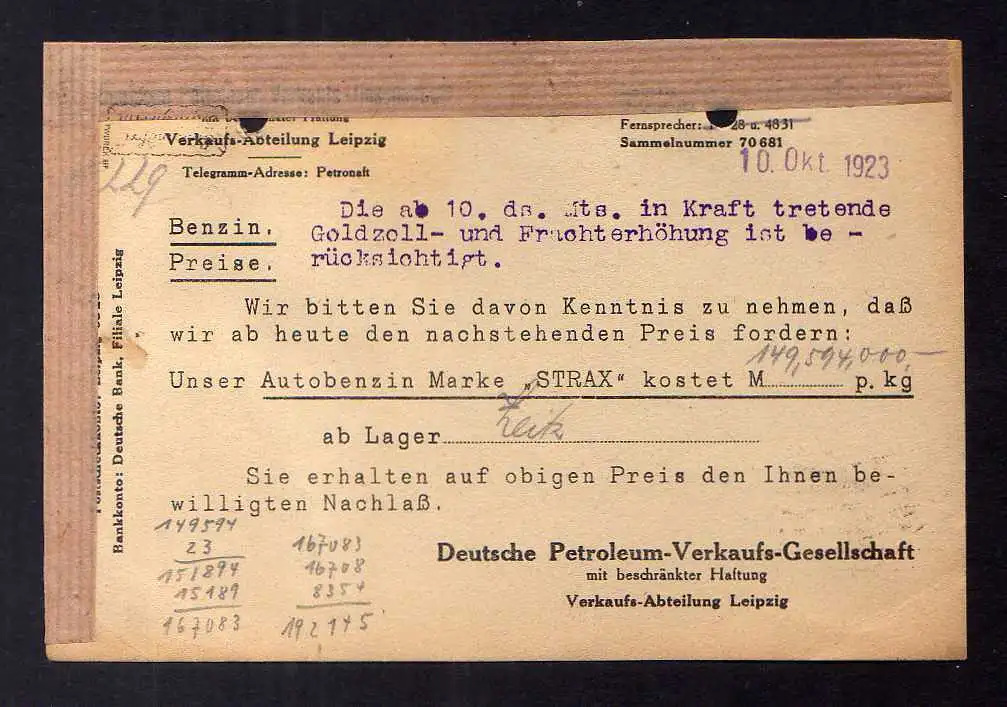 Verkaufs-Abteilung Leipzig
Telegramm-Adresse: Petronaft
Fernsprecher: 28 u. 4831
Sammelnummer 70681
10. Okt. 1923
229
Benzin.
Preise.
Die ab 10. ds. Mts. in Kraft tretende
Goldzoll- und Frachterhöhung ist be -
rücksichtigt.
Wir bitten Sie davon Kenntnis zu nehmen, daß
wir ab heute den nachstehenden Preis fordern:
149,594,000,-
Unser Autobenzin Marke „STRAX“ kostet M. p. kg
ab Lager Zeitz
Sie erhalten auf obigen Preis den Ihnen be-
willigten Nachlaß.
149594
23
151894
15189
167083
167083
16708
8354
192145
Deutsche Petroleum-Verkaufs-Gesellschaft
mit beschränkter Haftung
Verkaufs-Abteilung Leipzig
Bankkonto: Deutsche Bank, Filiale Leipzig